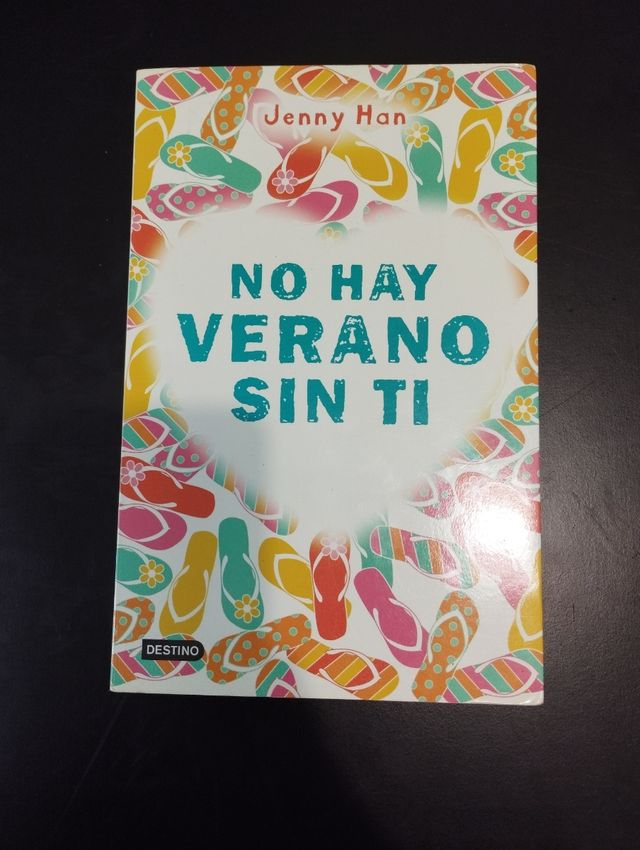 Jenny Han
NO HAY
VERANO
SIN TI
DESTINO